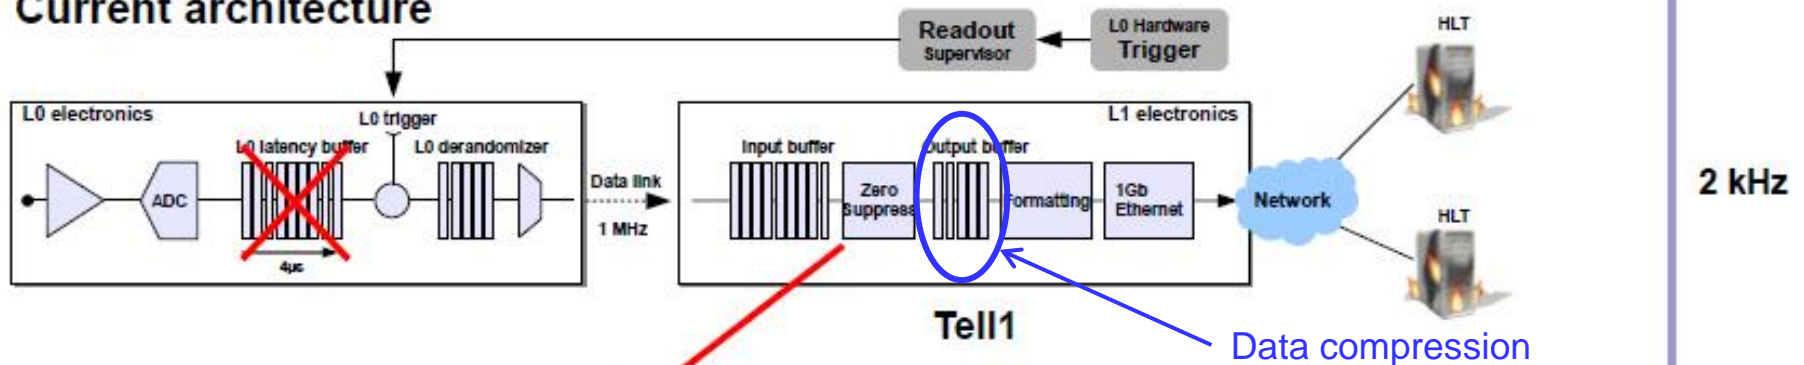 Current architecture
Readout
Supervisor
L0 Hardware
Trigger
HLT
L0 electronics
L0 trigger
L0 latency buffer
L0 derandomizer
ADC
4µs
Data link
1 MHz
L1 electronics
Input buffer
Output buffer
Zero
Suppress
Formatting
1Gb
Ethernet
Network
HLT
2 kHz
Tell1
Data compression